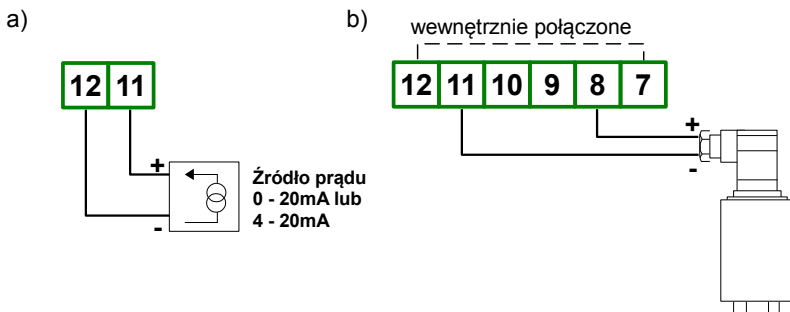 a)
12 11
+
-
Źródło prądu
0 - 20mA lub
4 - 20mA
b)
wewnętrznie połączone
12 11 10 9 8 7
+
-